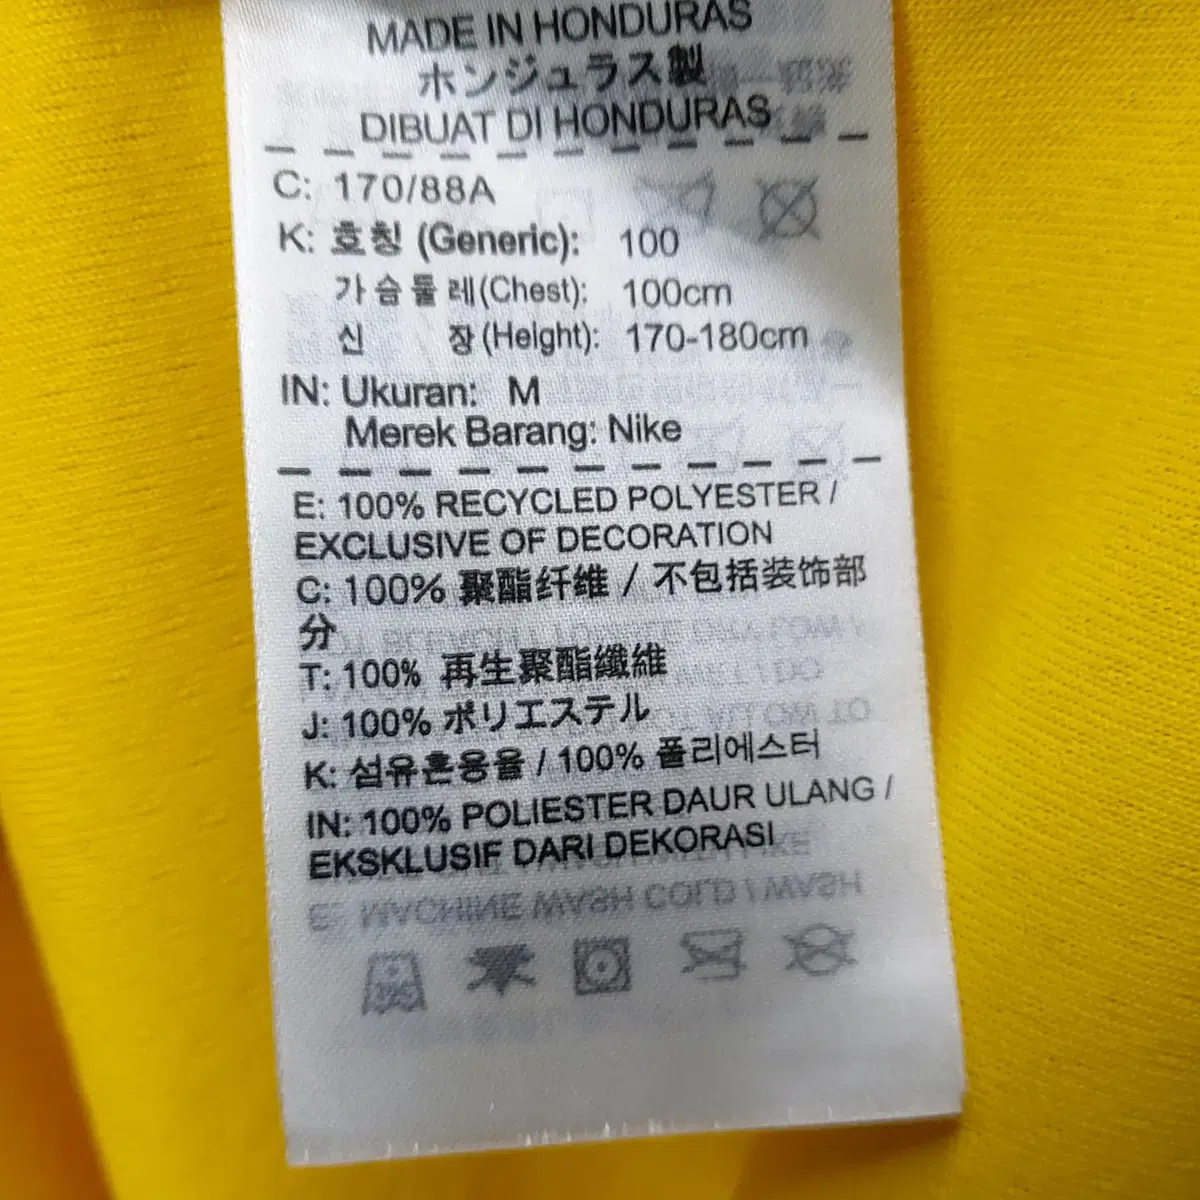 MADE IN HONDURAS
ホンジュラス製
DIBUAT DI HONDURAS
C: 170/88A
K: 호칭 (Generic): 100
가슴둘레(Chest): 100cm
신 장 (Height): 170-180cm
IN: Ukuran: M
Merek Barang: Nike
E: 100% RECYCLED POLYESTER /
EXCLUSIVE OF DECORATION
C: 100% 聚酯纤维 / 不包括装饰部
分
T: 100% 再生聚酯纖維
J: 100% ポリエステル
K: 섬유혼용율 / 100% 폴리에스터
IN: 100% POLIESTER DAUR ULANG /
EKSKLUSIF DARI DEKORASI